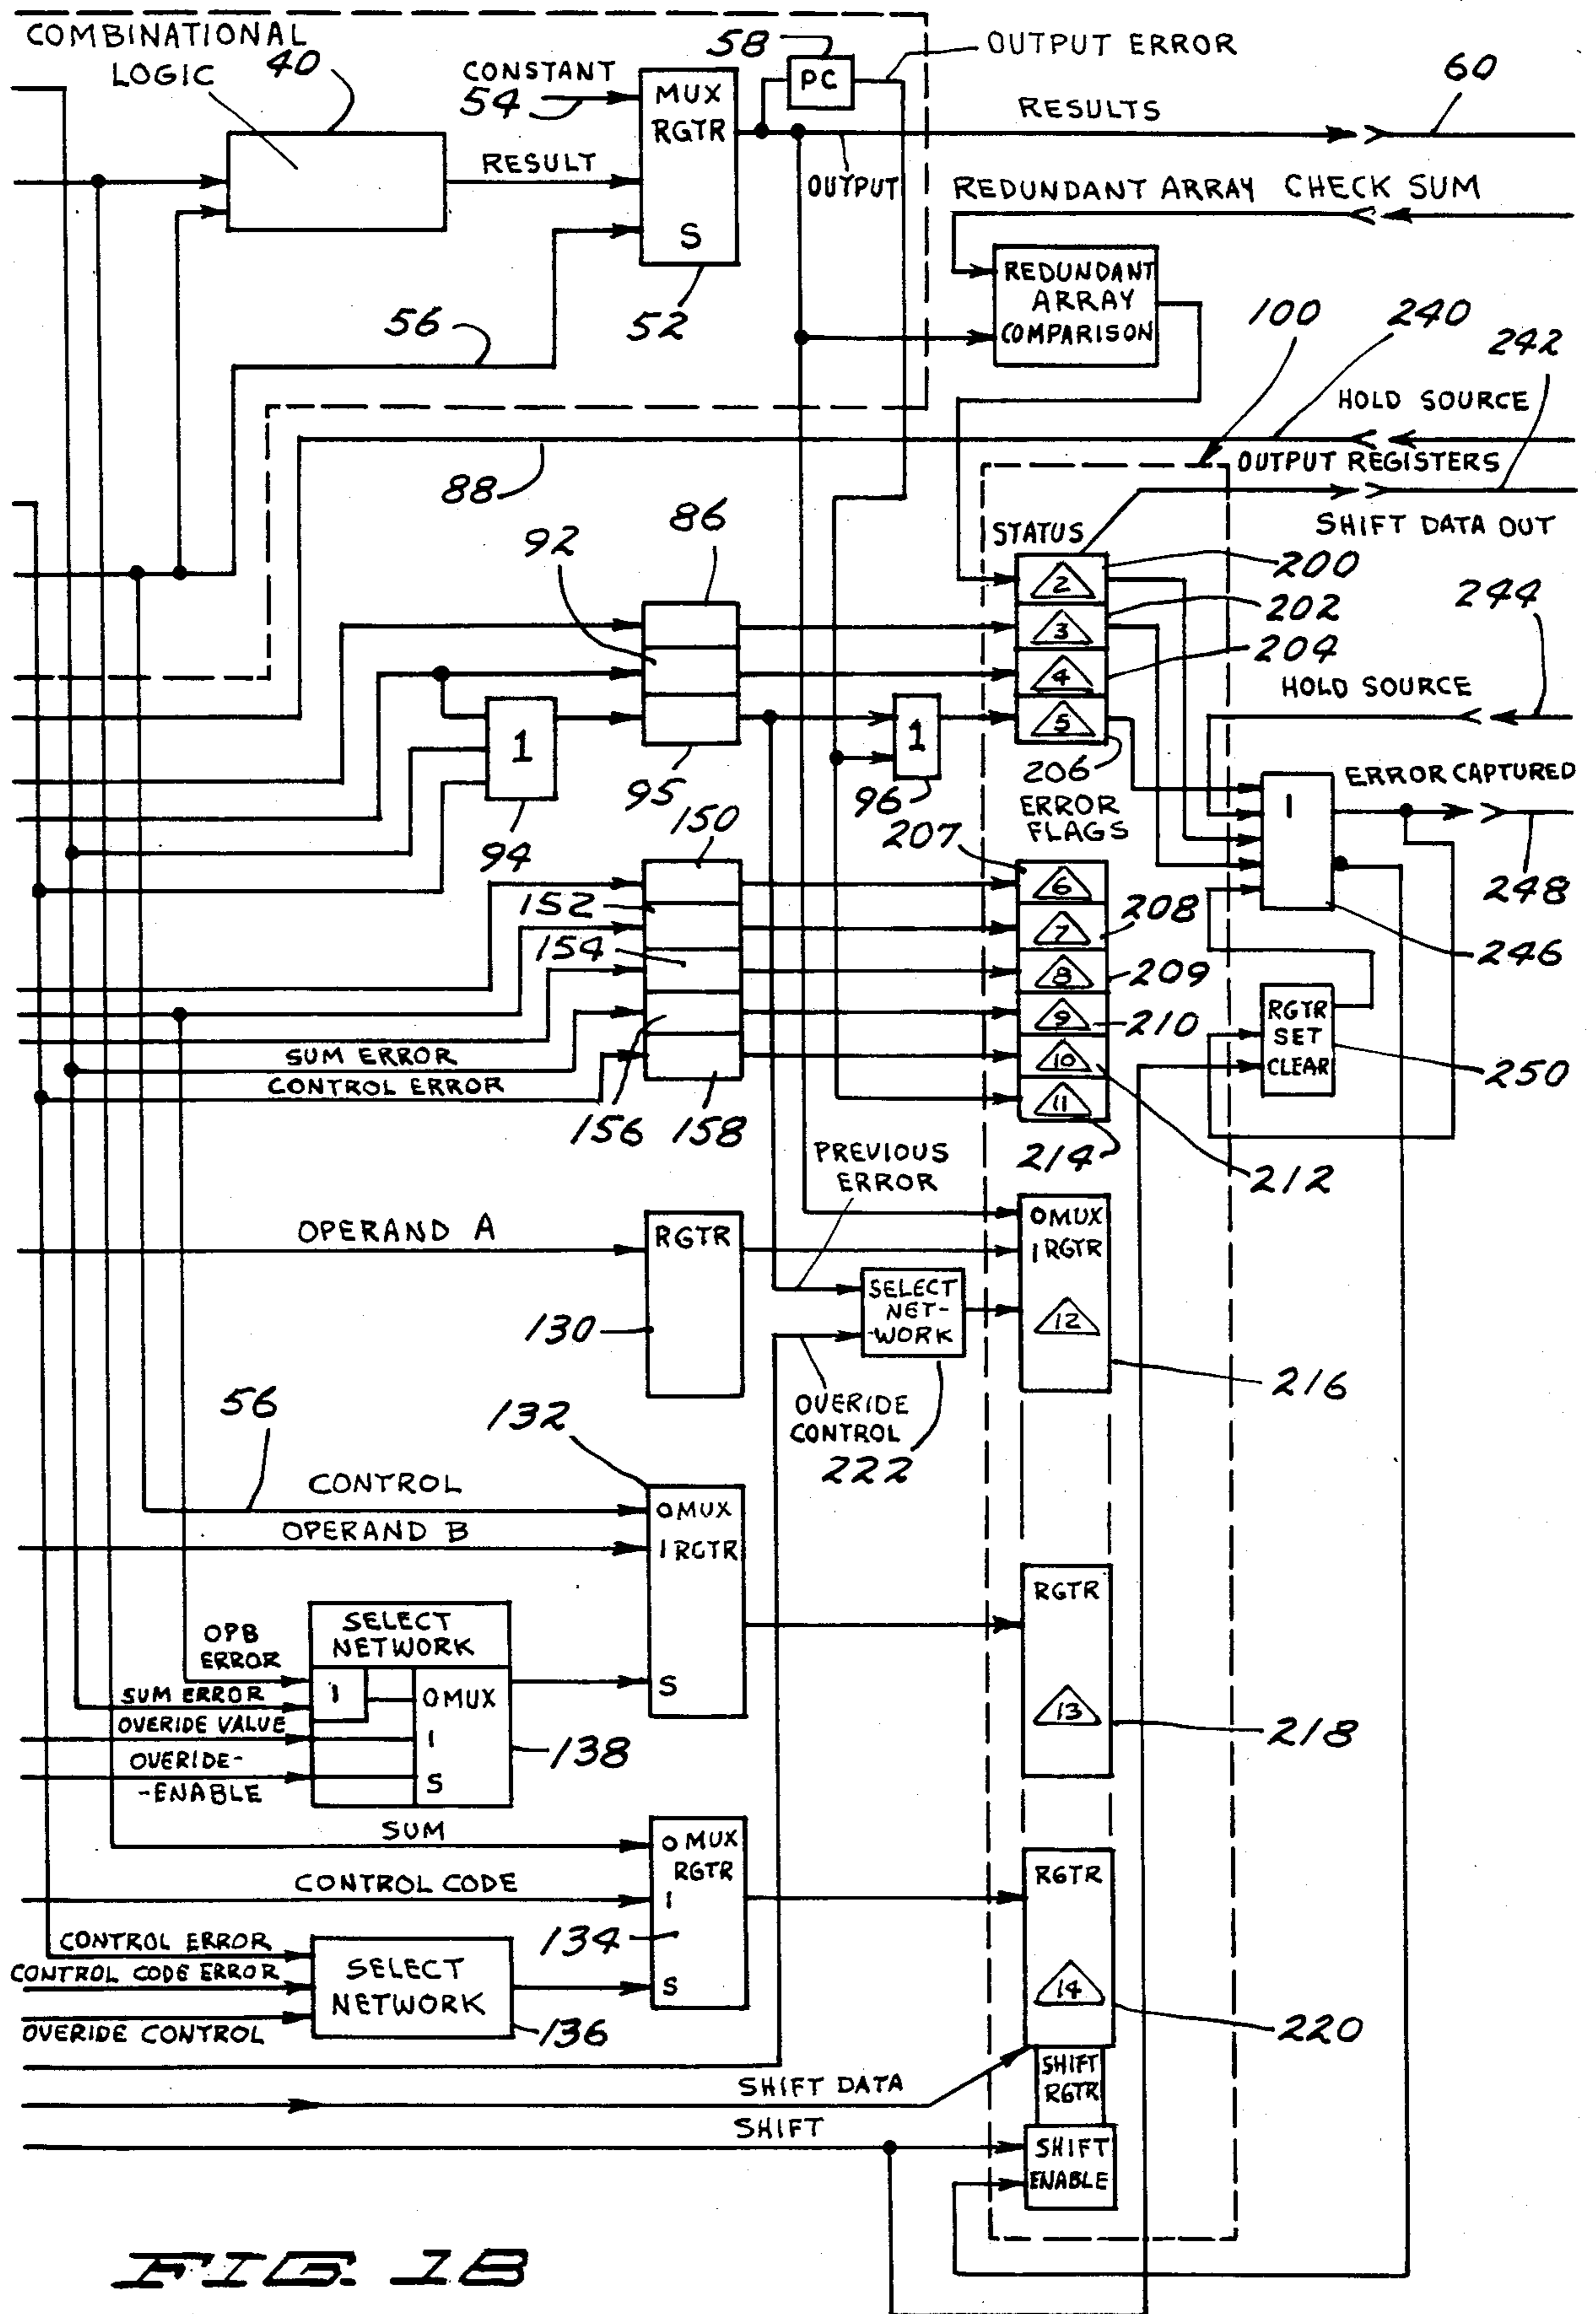 COMBINATIONAL
LOGIC 40
CONSTANT
54
58
PC
OUTPUT ERROR
60
MUX
RGTR
S
52
RESULTS
RESULT
OUTPUT
REDUNDANT ARRAY CHECK SUM
REDUNDANT
ARRAY
COMPARISON
56
100
240
242
HOLD SOURCE
OUTPUT REGISTERS
88
SHIFT DATA OUT
86
92
STATUS
2
200
3
202
4
204
5
206
244
HOLD SOURCE
1
94
95
1
96
ERROR
FLAGS
1
ERROR CAPTURED
248
246
150
152
154
207
6
7
208
8
209
9
210
10
11
SUM ERROR
CONTROL ERROR
156
158
214
212
RGTR
SET
CLEAR
250
PREVIOUS
ERROR
OPERAND A
RGTR
130
SELECT
NET-
-WORK
0 MUX
1 RGTR
12
216
OVERIDE
CONTROL
222
56
132
CONTROL
OPERAND B
0 MUX
1 RGTR
S
RGTR
13
218
OPB
ERROR
SUM ERROR
OVERIDE VALUE
OVERIDE-
-ENABLE
SELECT
NETWORK
1
0 MUX
1
S
138
SUM
CONTROL CODE
0 MUX
RGTR
1
S
134
CONTROL ERROR
CONTROL CODE ERROR
OVERIDE CONTROL
SELECT
NETWORK
136
RGTR
14
220
SHIFT DATA
SHIFT
RGTR
SHIFT
SHIFT
ENABLE
FIG. 1B